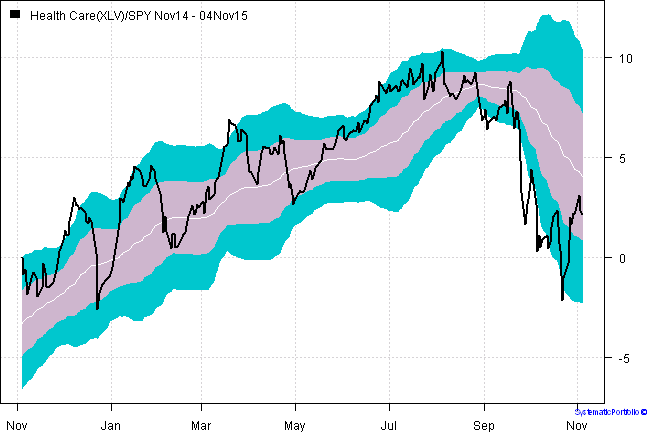 Health Care(XLV)/SPY Nov14 - 04Nov15
10
5
0
-5
Nov Jan Mar May Jul Sep Nov
SystematicPortfolio ©